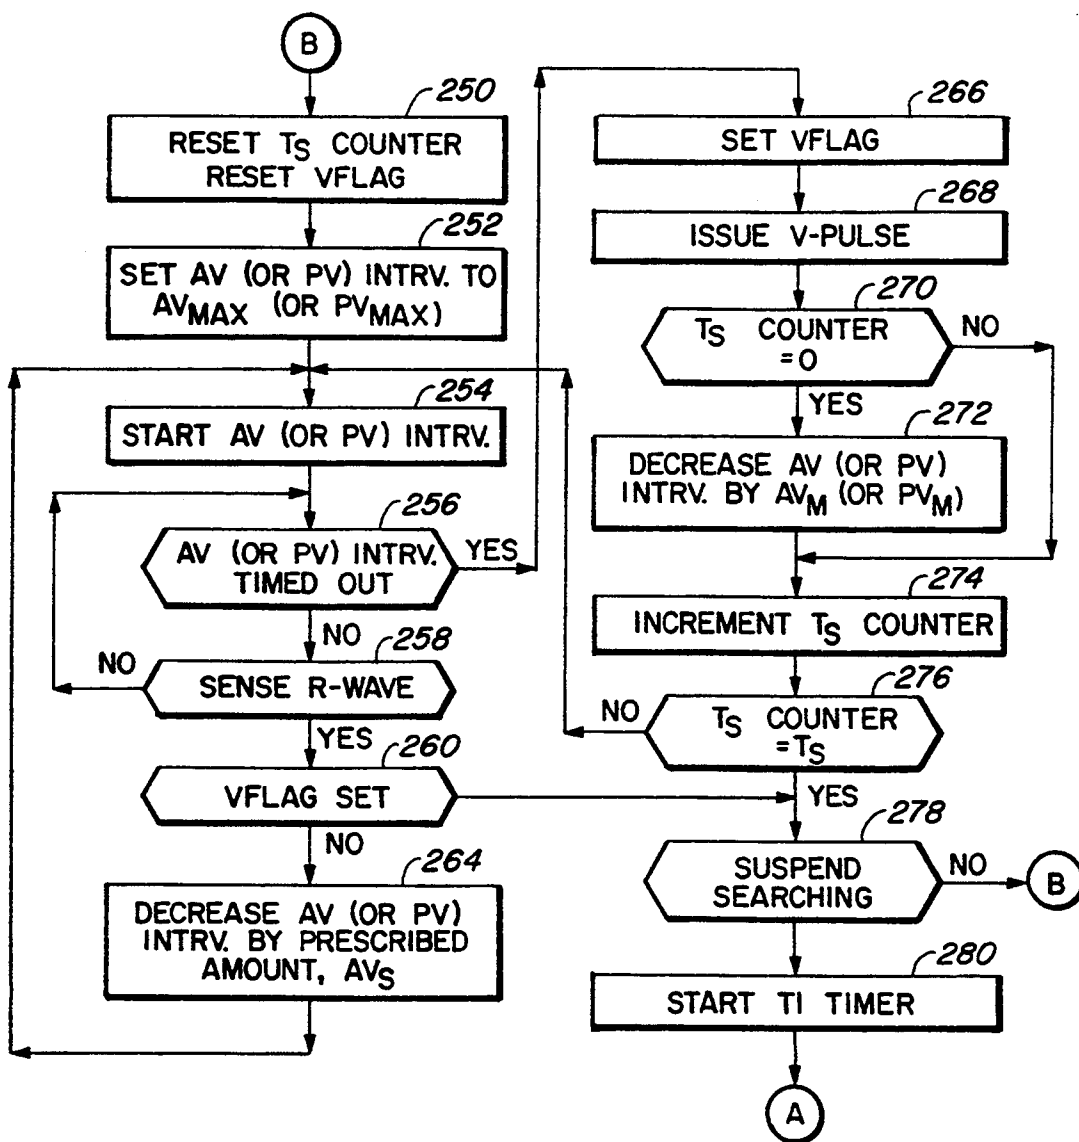 B
250
RESET TS COUNTER
RESET VFLAG
252
SET AV (OR PV) INTRV. TO
AVMAX (OR PVMAX)
254
START AV (OR PV) INTRV.
256
AV (OR PV) INTRV.
TIMED OUT
YES
NO
258
SENSE R-WAVE
NO
YES
260
VFLAG SET
NO
264
DECREASE AV (OR PV)
INTRV. BY PRESCRIBED
AMOUNT, AVS
266
SET VFLAG
268
ISSUE V-PULSE
270
TS COUNTER
=0
NO
YES
272
DECREASE AV (OR PV)
INTRV. BY AVM (OR PVM)
274
INCREMENT TS COUNTER
276
TS COUNTER
=TS
NO
YES
278
SUSPEND
SEARCHING
NO
B
280
START TI TIMER
A